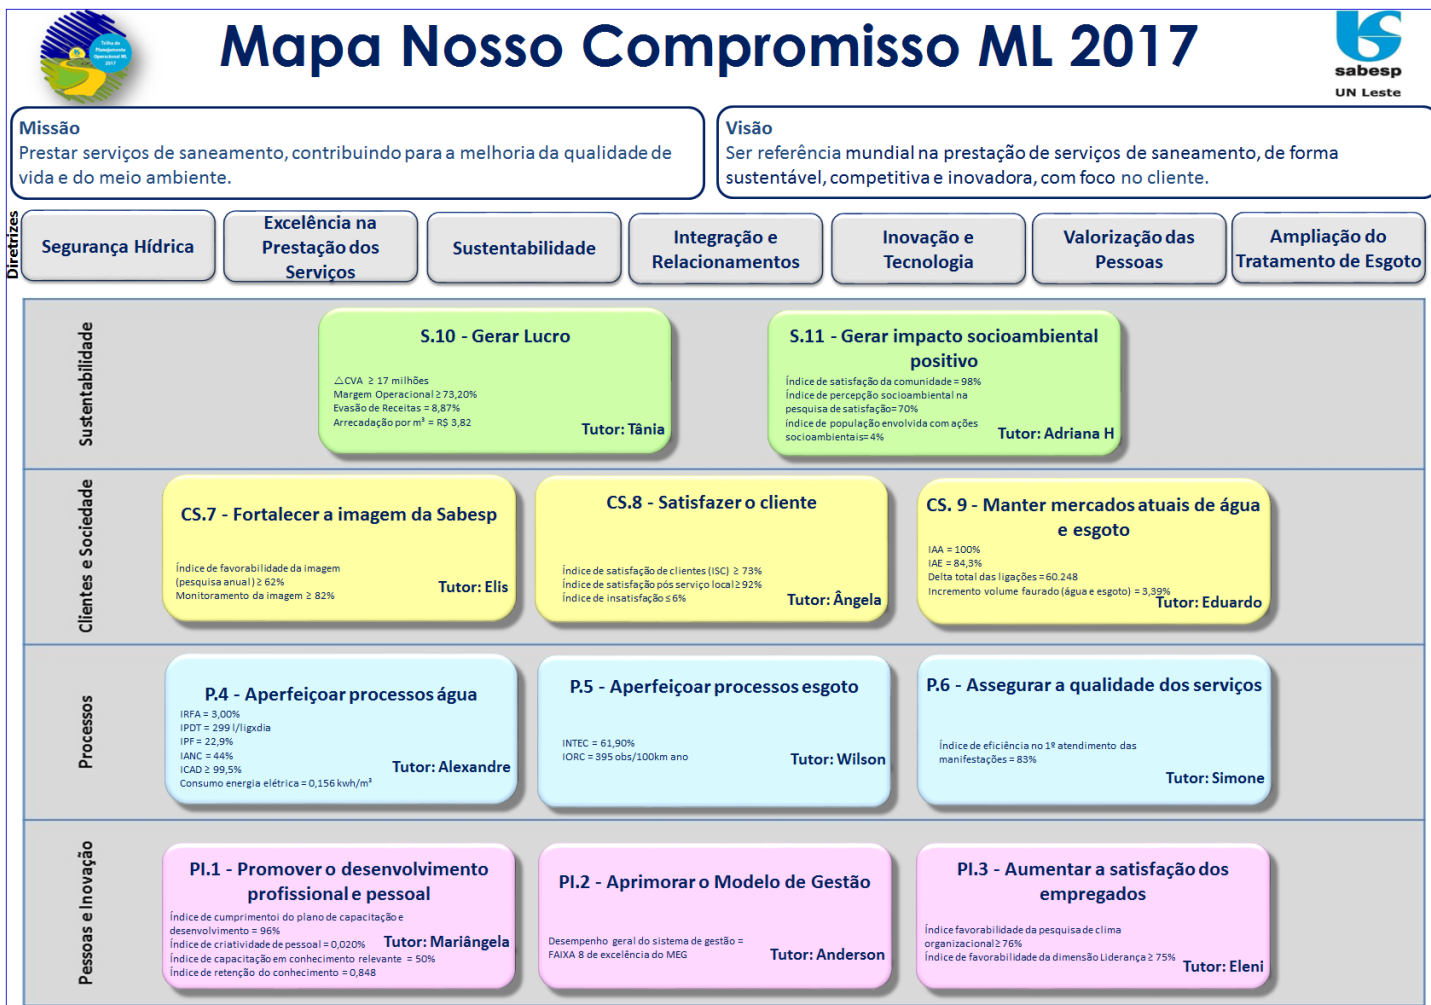 Trilha do
Planejamento
Operacional ML
2017
Mapa Nosso Compromisso ML 2017
sabesp
UN Leste
Missão
Prestar serviços de saneamento, contribuindo para a melhoria da qualidade de
vida e do meio ambiente.
Visão
Ser referência mundial na prestação de serviços de saneamento, de forma
sustentável, competitiva e inovadora, com foco no cliente.
Diretrizes
Segurança Hídrica
Excelência na
Prestação dos
Serviços
Sustentabilidade
Integração e
Relacionamentos
Inovação e
Tecnologia
Valorização das
Pessoas
Ampliação do
Tratamento de Esgoto
Sustentabilidade
S.10 - Gerar Lucro
△CVA ≥ 17 milhões
Margem Operacional ≥ 73,20%
Evasão de Receitas = 8,87%
Arrecadação por m³ = R$ 3,82
Tutor: Tânia
S.11 - Gerar impacto socioambiental
positivo
Índice de satisfação da comunidade = 98%
Índice de percepção socioambiental na
pesquisa de satisfação= 70%
índice de população envolvida com ações
socioambientais= 4%
Tutor: Adriana H
Clientes e Sociedade
CS.7 - Fortalecer a imagem da Sabesp
Índice de favorabilidade da imagem
(pesquisa anual) ≥ 62%
Monitoramento da imagem ≥ 82%
Tutor: Elis
CS.8 - Satisfazer o cliente
Índice de satisfação de clientes (ISC) ≥ 73%
Índice de satisfação pós serviço local ≥ 92%
Índice de insatisfação ≤ 6%
Tutor: Ângela
CS. 9 - Manter mercados atuais de água
e esgoto
IAA = 100%
IAE = 84,3%
Delta total das ligações = 60.248
Incremento volume faurado (água e esgoto) = 3,39%
Tutor: Eduardo
Processos
P.4 - Aperfeiçoar processos água
IRFA = 3,00%
IPDT = 299 l/ligxdia
IPF = 22,9%
IANC = 44%
ICAD ≥ 99,5%
Consumo energia elétrica = 0,156 kwh/m³
Tutor: Alexandre
P.5 - Aperfeiçoar processos esgoto
INTEC = 61,90%
IORC = 395 obs/100km ano
Tutor: Wilson
P.6 - Assegurar a qualidade dos serviços
Índice de eficiência no 1º atendimento das
manifestações = 83%
Tutor: Simone
Pessoas e Inovação
PI.1 - Promover o desenvolvimento
profissional e pessoal
Índice de cumprimentoi do plano de capacitação e
desenvolvimento = 96%
Índice de criatividade de pessoal = 0,020%
Índice de capacitação em conhecimento relevante = 50%
Índice de retenção do conhecimento = 0,848
Tutor: Mariângela
PI.2 - Aprimorar o Modelo de Gestão
Desempenho geral do sistema de gestão =
FAIXA 8 de excelência do MEG
Tutor: Anderson
PI.3 - Aumentar a satisfação dos
empregados
Índice favorabilidade da pesquisa de clima
organizacional ≥ 76%
Índice de favorabilidade da dimensão Liderança ≥ 75%
Tutor: Eleni